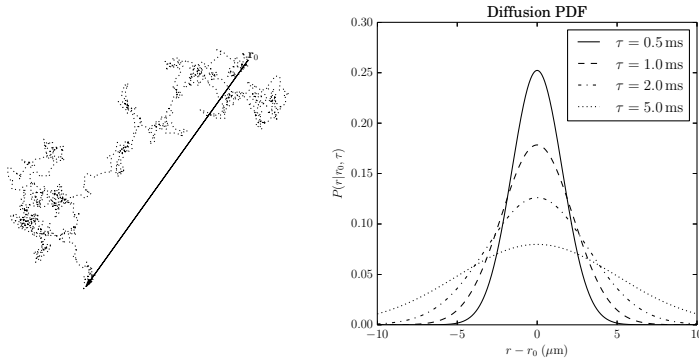 r₀
Diffusion PDF
τ = 0.5 ms
τ = 1.0 ms
τ = 2.0 ms
τ = 5.0 ms
P(r|r₀, τ)
0.30
0.25
0.20
0.15
0.10
0.05
0.00
−10 −5 0 5 10
r − r₀ (μm)